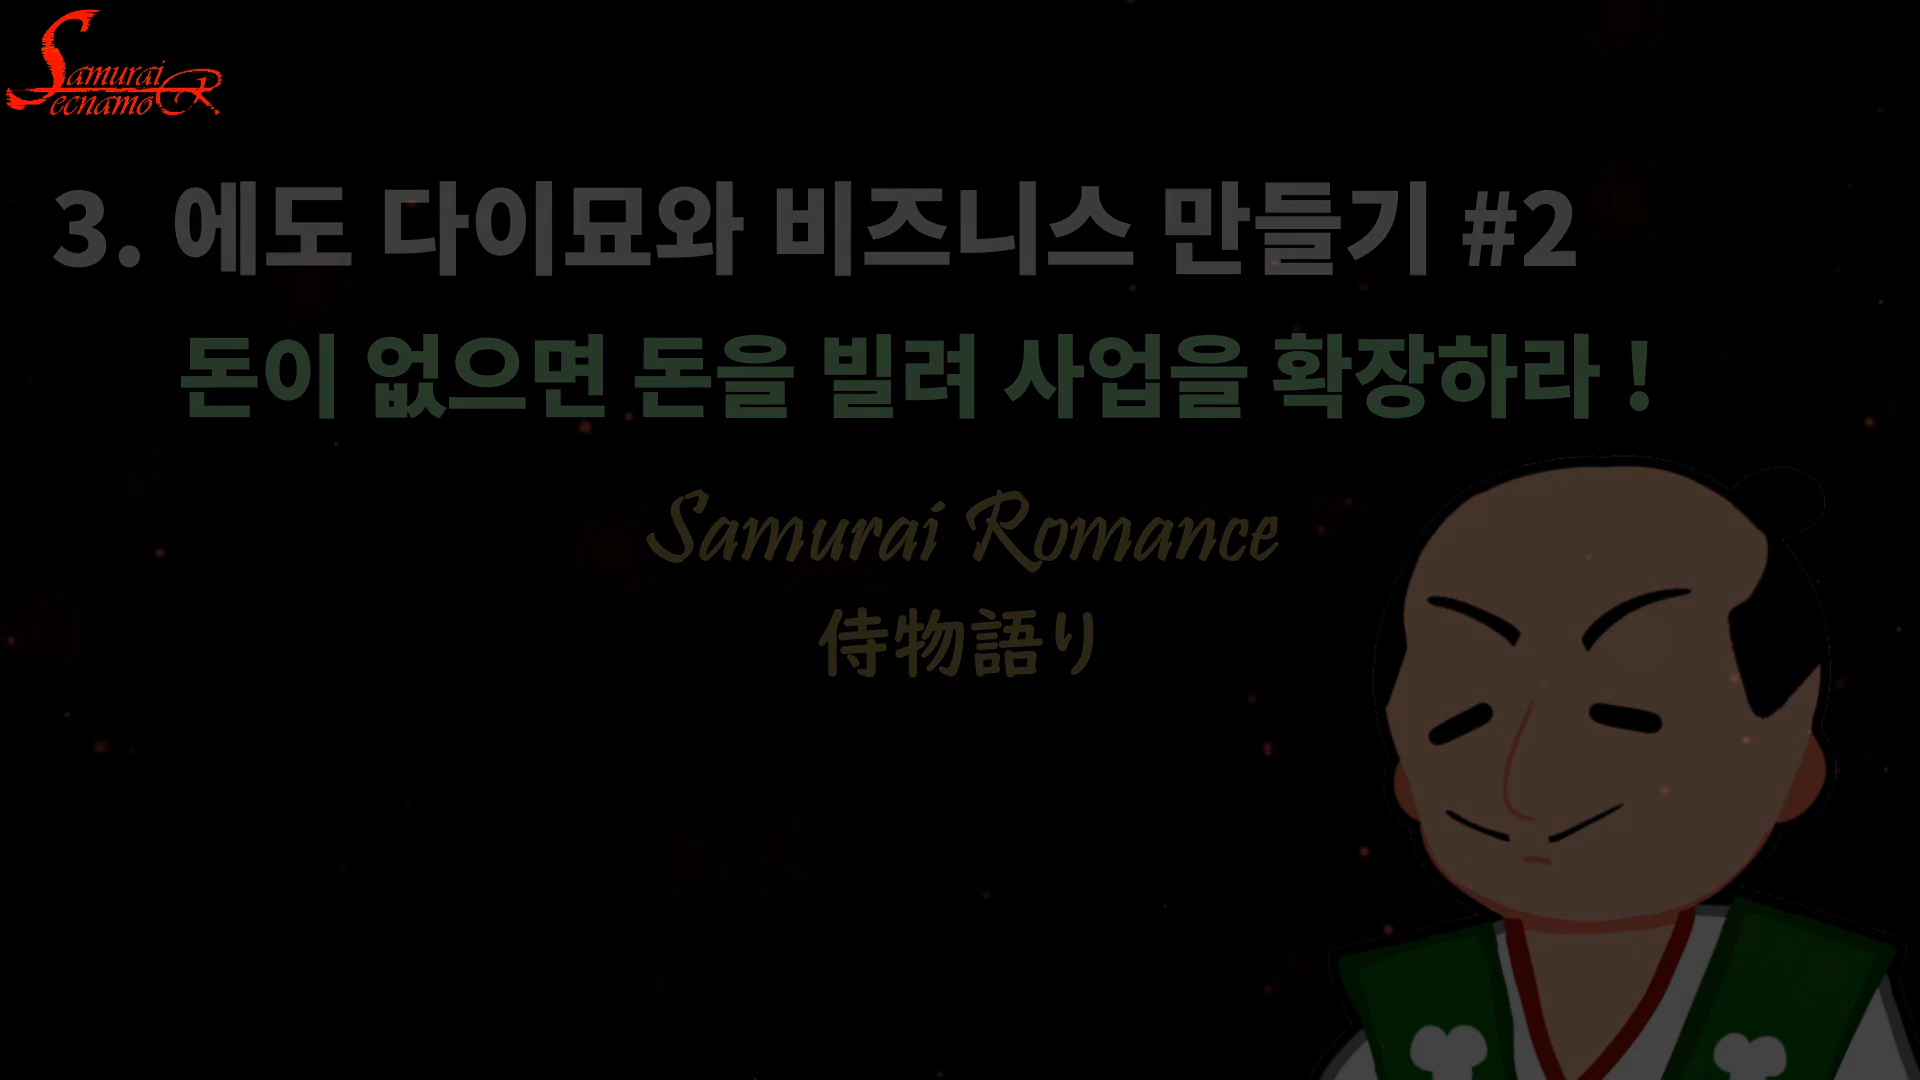 Samurai
ecnamoR
3. 에도 다이묘와 비즈니스 만들기 #2
돈이 없으면 돈을 빌려 사업을 확장하라 !
Samurai Romance
侍物語り